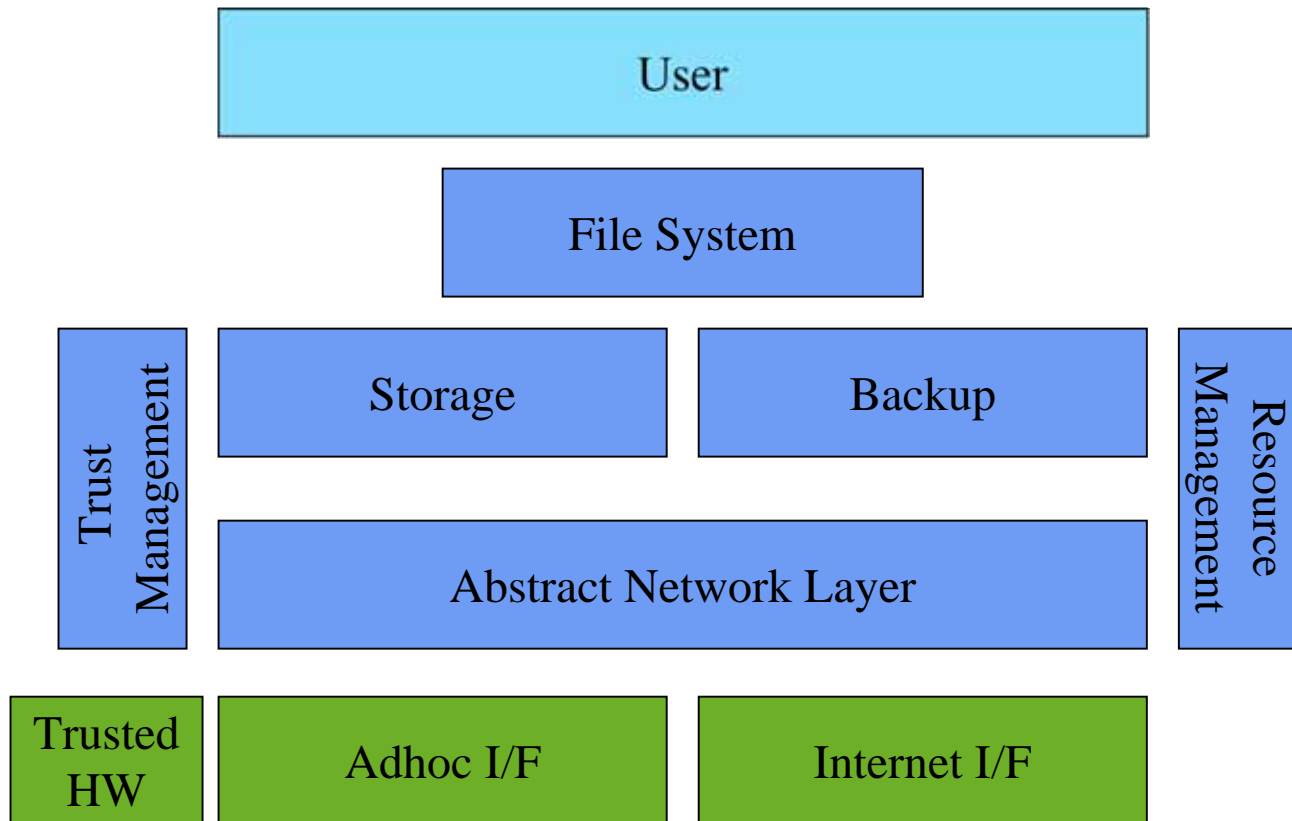 User
File System
Trust
Management
Storage
Backup
Resource
Management
Abstract Network Layer
Trusted
HW
Adhoc I/F
Internet I/F